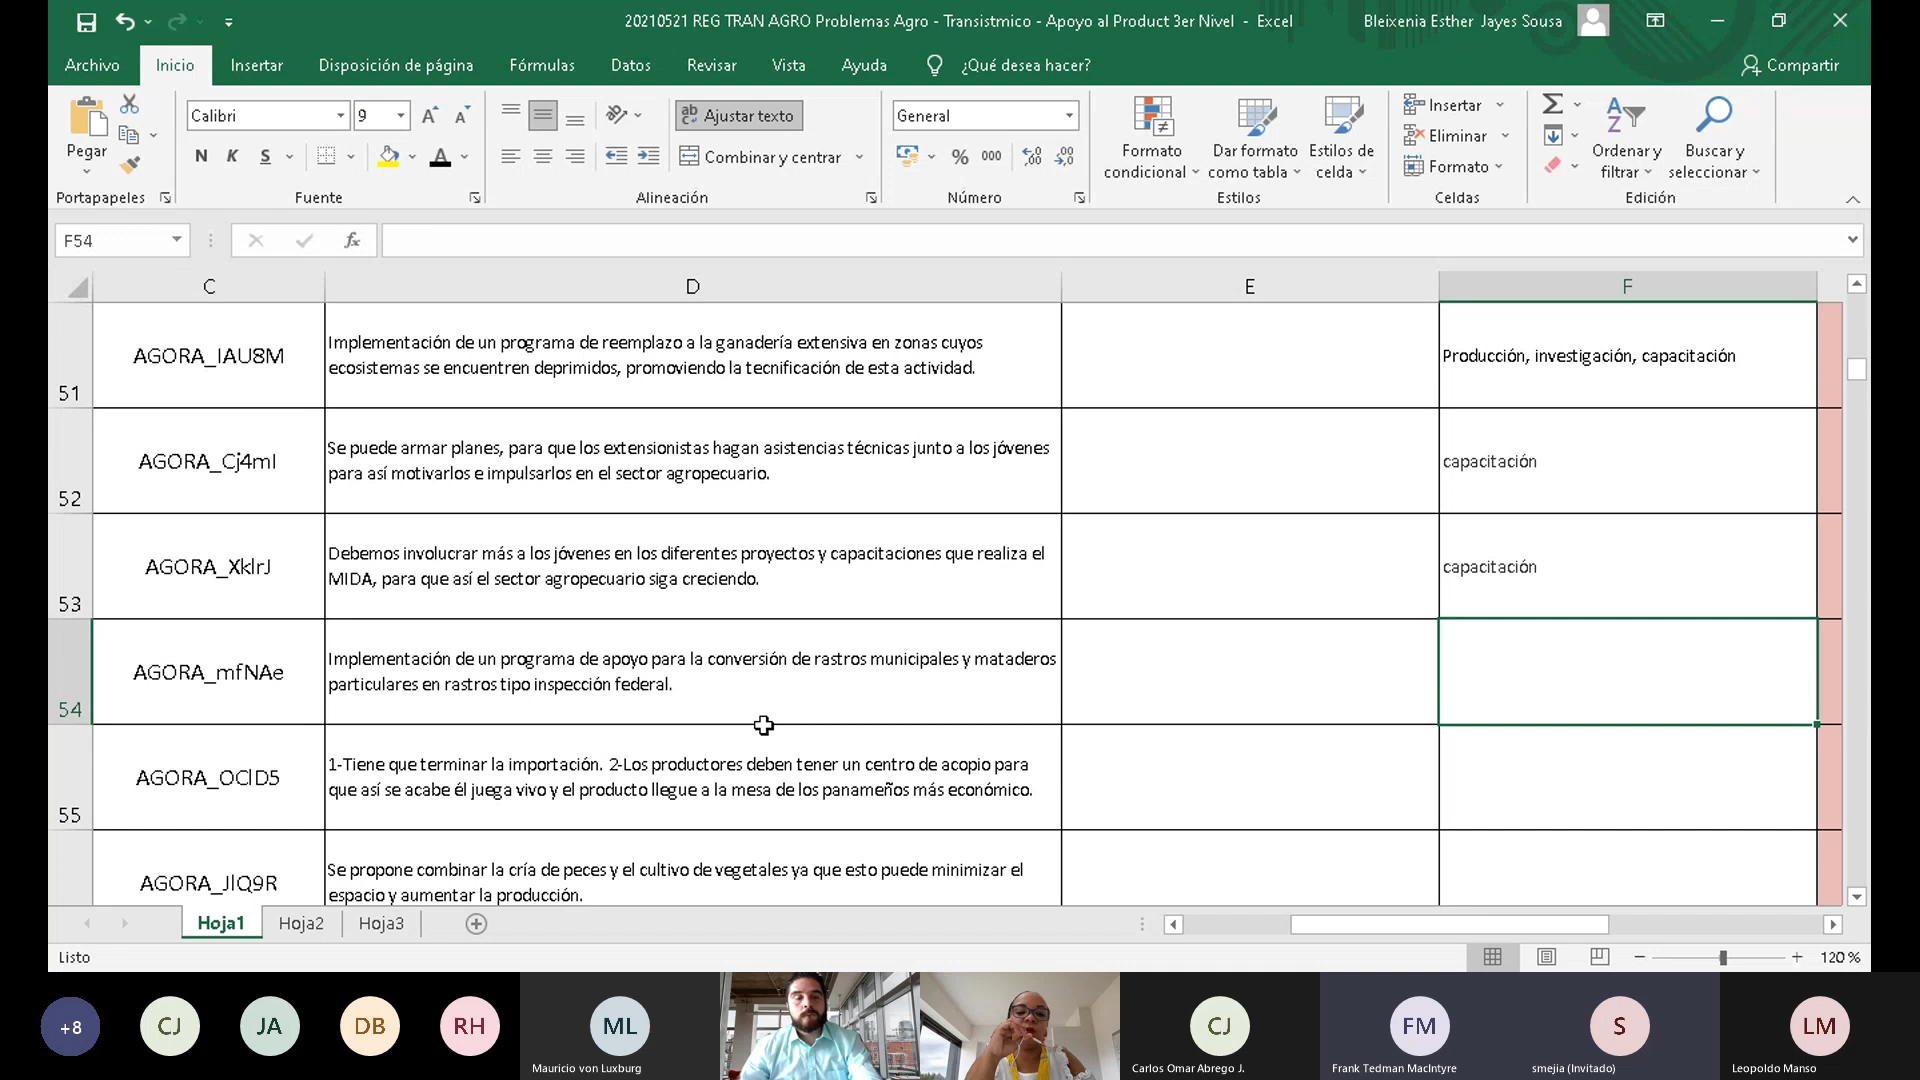 20210521 REG TRAN AGRO Problemas Agro - Transistmico - Apoyo al Product 3er Nivel - Excel
Bleixenia Esther Jayes Sousa
Archivo Inicio Insertar Disposición de página Fórmulas Datos Revisar Vista Ayuda ¿Qué desea hacer? Compartir
Pegar
Portapapeles
Calibri 9
N K S
Fuente
Ajustar texto
Combinar y centrar
Alineación
General
% 000
Número
Formato condicional
Dar formato como tabla
Estilos de celda
Estilos
Insertar
Eliminar
Formato
Celdas
Ordenar y filtrar
Buscar y seleccionar
Edición
F54
fx
C D E F
51 AGORA_IAU8M
Implementación de un programa de reemplazo a la ganadería extensiva en zonas cuyos
ecosistemas se encuentren deprimidos, promoviendo la tecnificación de esta actividad.
Producción, investigación, capacitación
52 AGORA_Cj4mI
Se puede armar planes, para que los extensionistas hagan asistencias técnicas junto a los jóvenes
para así motivarlos e impulsarlos en el sector agropecuario.
capacitación
53 AGORA_XklrJ
Debemos involucrar más a los jóvenes en los diferentes proyectos y capacitaciones que realiza el
MIDA, para que así el sector agropecuario siga creciendo.
capacitación
54 AGORA_mfNAe
Implementación de un programa de apoyo para la conversión de rastros municipales y mataderos
particulares en rastros tipo inspección federal.
55 AGORA_OClD5
1-Tiene que terminar la importación. 2-Los productores deben tener un centro de acopio para
que así se acabe él juega vivo y el producto llegue a la mesa de los panameños más económico.
AGORA_JlQ9R
Se propone combinar la cría de peces y el cultivo de vegetales ya que esto puede minimizar el
espacio y aumentar la producción.
Hoja1 Hoja2 Hoja3
Listo
120 %
+8 CJ JA DB RH ML CJ FM S LM
Mauricio von Luxburg
Carlos Omar Abrego J.
Frank Tedman MacIntyre
smejia (Invitado)
Leopoldo Manso